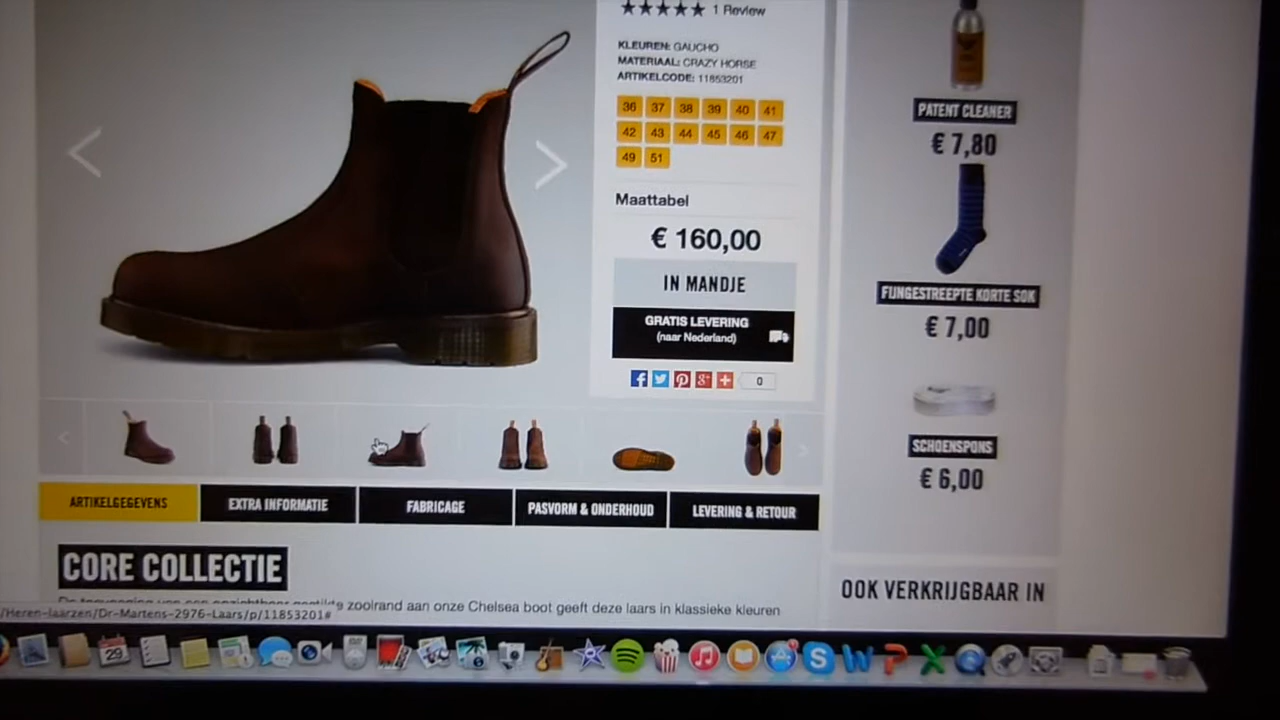 1 Review
KLEUREN: GAUCHO
MATERIAAL: CRAZY HORSE
ARTIKELCODE: 11853201
36 37 38 39 40 41
42 43 44 45 46 47
49 51
Maattabel
€ 160,00
IN MANDJE
GRATIS LEVERING
(naar Nederland)
0
PATENT CLEANER
€ 7,80
FIJNGESTREEPTE KORTE SOK
€ 7,00
SCHOENSPONS
€ 6,00
OOK VERKRIJGBAAR IN
ARTIKELGEGEVENS
EXTRA INFORMATIE
FABRICAGE
PASVORM & ONDERHOUD
LEVERING & RETOUR
CORE COLLECTIE
zoolrand aan onze Chelsea boot geeft deze laars in klassieke kleuren
/Heren-laarzen/Dr-Martens-2976-Laars/p/11853201#
29